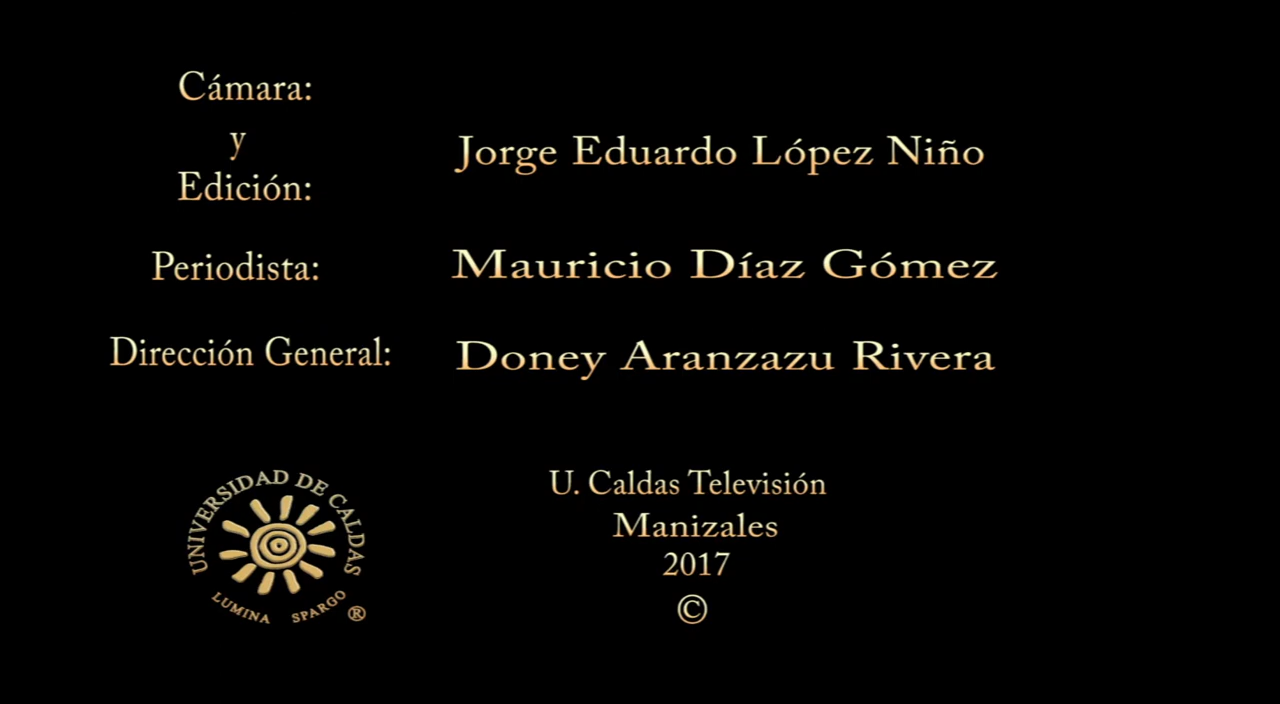 Cámara:
y
Edición:
Jorge Eduardo López Niño
Periodista:
Mauricio Díaz Gómez
Dirección General:
Doney Aranzazu Rivera
UNIVERSIDAD DE CALDAS
LUMINA SPARGO
®
U. Caldas Televisión
Manizales
2017
©